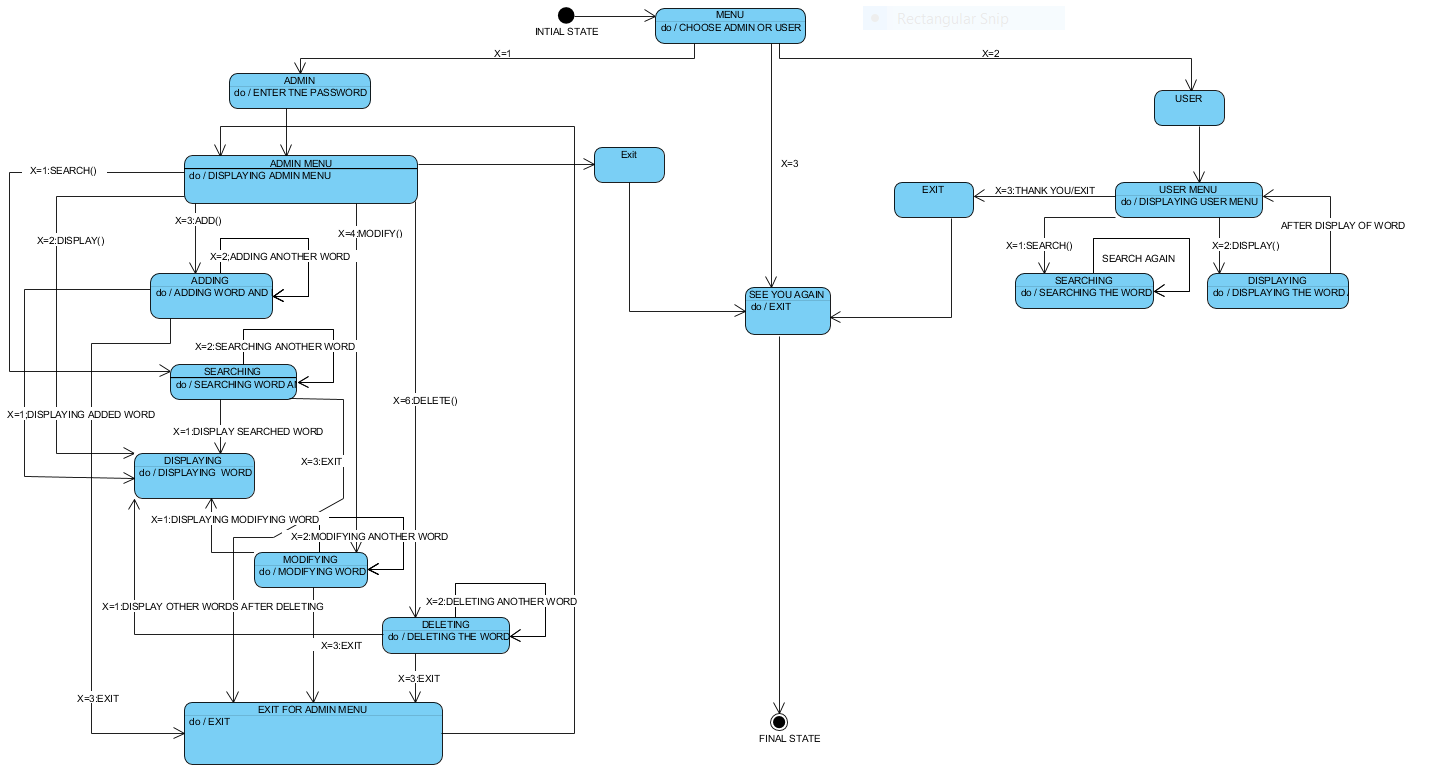 MENU
do / CHOOSE ADMIN OR USER
Rectangular Snip
INTIAL STATE
X=1
X=2
ADMIN
do / ENTER TNE PASSWORD
USER
ADMIN MENU
do / DISPLAYING ADMIN MENU
Exit
X=3
X=1:SEARCH()
EXIT
X=3:THANK YOU/EXIT
USER MENU
do / DISPLAYING USER MENU
X=3:ADD()
X=4:MODIFY()
X=2:DISPLAY()
AFTER DISPLAY OF WORD
X=1:SEARCH()
X=2:DISPLAY()
X=2;ADDING ANOTHER WORD
SEARCH AGAIN
ADDING
do / ADDING WORD AND
SEARCHING
do / SEARCHING THE WORD
DISPLAYING
do / DISPLAYING THE WORD
SEE YOU AGAIN
do / EXIT
X=2:SEARCHING ANOTHER WORD
SEARCHING
do / SEARCHING WORD A
X=6:DELETE()
X=1;DISPLAYING ADDED WORD
X=1:DISPLAY SEARCHED WORD
X=3:EXIT
DISPLAYING
do / DISPLAYING  WORD
X=1:DISPLAYING MODIFYING WORD
X=2:MODIFYING ANOTHER WORD
MODIFYING
do / MODIFYING WORD
X=1:DISPLAY OTHER WORDS AFTER DELETING
X=2:DELETING ANOTHER WORD
DELETING
do / DELETING THE WORD
X=3:EXIT
X=3:EXIT
X=3:EXIT
EXIT FOR ADMIN MENU
do / EXIT
FINAL STATE